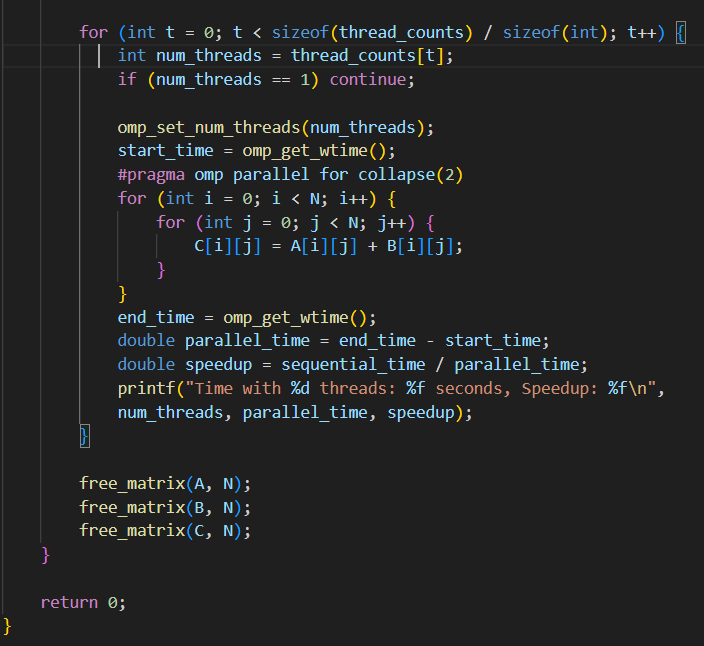 for (int t = 0; t < sizeof(thread_counts) / sizeof(int); t++) {
int num_threads = thread_counts[t];
if (num_threads == 1) continue;
omp_set_num_threads(num_threads);
start_time = omp_get_wtime();
#pragma omp parallel for collapse(2)
for (int i = 0; i < N; i++) {
for (int j = 0; j < N; j++) {
C[i][j] = A[i][j] + B[i][j];
}
}
end_time = omp_get_wtime();
double parallel_time = end_time - start_time;
double speedup = sequential_time / parallel_time;
printf("Time with %d threads: %f seconds, Speedup: %f\n",
num_threads, parallel_time, speedup);
}
free_matrix(A, N);
free_matrix(B, N);
free_matrix(C, N);
}
return 0;
}